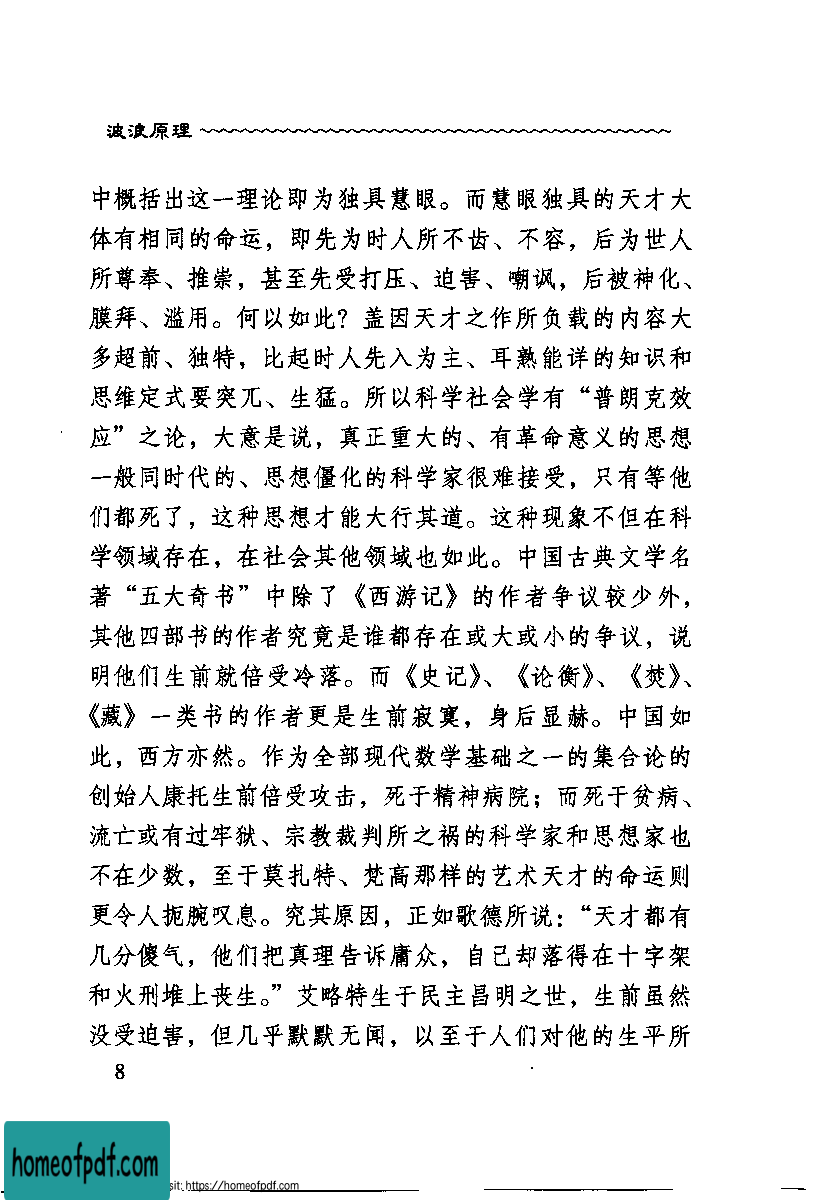 波浪原理
中概括出这一理论即为独具慧眼。而慧眼独具的天才大
体有相同的命运，即先为时人所不齿、不容，后为世人
所尊奉、推崇，甚至先受打压、迫害、嘲讽，后被神化、
膜拜、滥用。何以如此？盖因天才之作所负载的内容大
多超前、独特，比起时人先入为主、耳熟能详的知识和
思维定式要突兀、生猛。所以科学社会学有“普朗克效
应”之论，大意是说，真正重大的、有革命意义的思想
一般同时代的、思想僵化的科学家很难接受，只有等他
们都死了，这种思想才能大行其道。这种现象不但在科
学领域存在，在社会其他领域也如此。中国古典文学名
著“五大奇书”中除了《西游记》的作者争议较少外，
其他四部书的作者究竟是谁都存在或大或小的争议，说
明他们生前就倍受冷落。而《史记》、《论衡》、《焚》、
《藏》一类书的作者更是生前寂寞，身后显赫。中国如
此，西方亦然。作为全部现代数学基础之一的集合论的
创始人康托生前倍受攻击，死于精神病院；而死于贫病、
流亡或有过牢狱、宗教裁判所之祸的科学家和思想家也
不在少数，至于莫扎特、梵高那样的艺术天才的命运则
更令人扼腕叹息。究其原因，正如歌德所说：“天才都有
几分傻气，他们把真理告诉庸众，自己却落得在十字架
和火刑堆上丧生。”艾略特生于民主昌明之世，生前虽然
没受迫害，但几乎默默无闻，以至于人们对他的生平所
8
homeofpdf.com
sit: https://homeofpdf.com